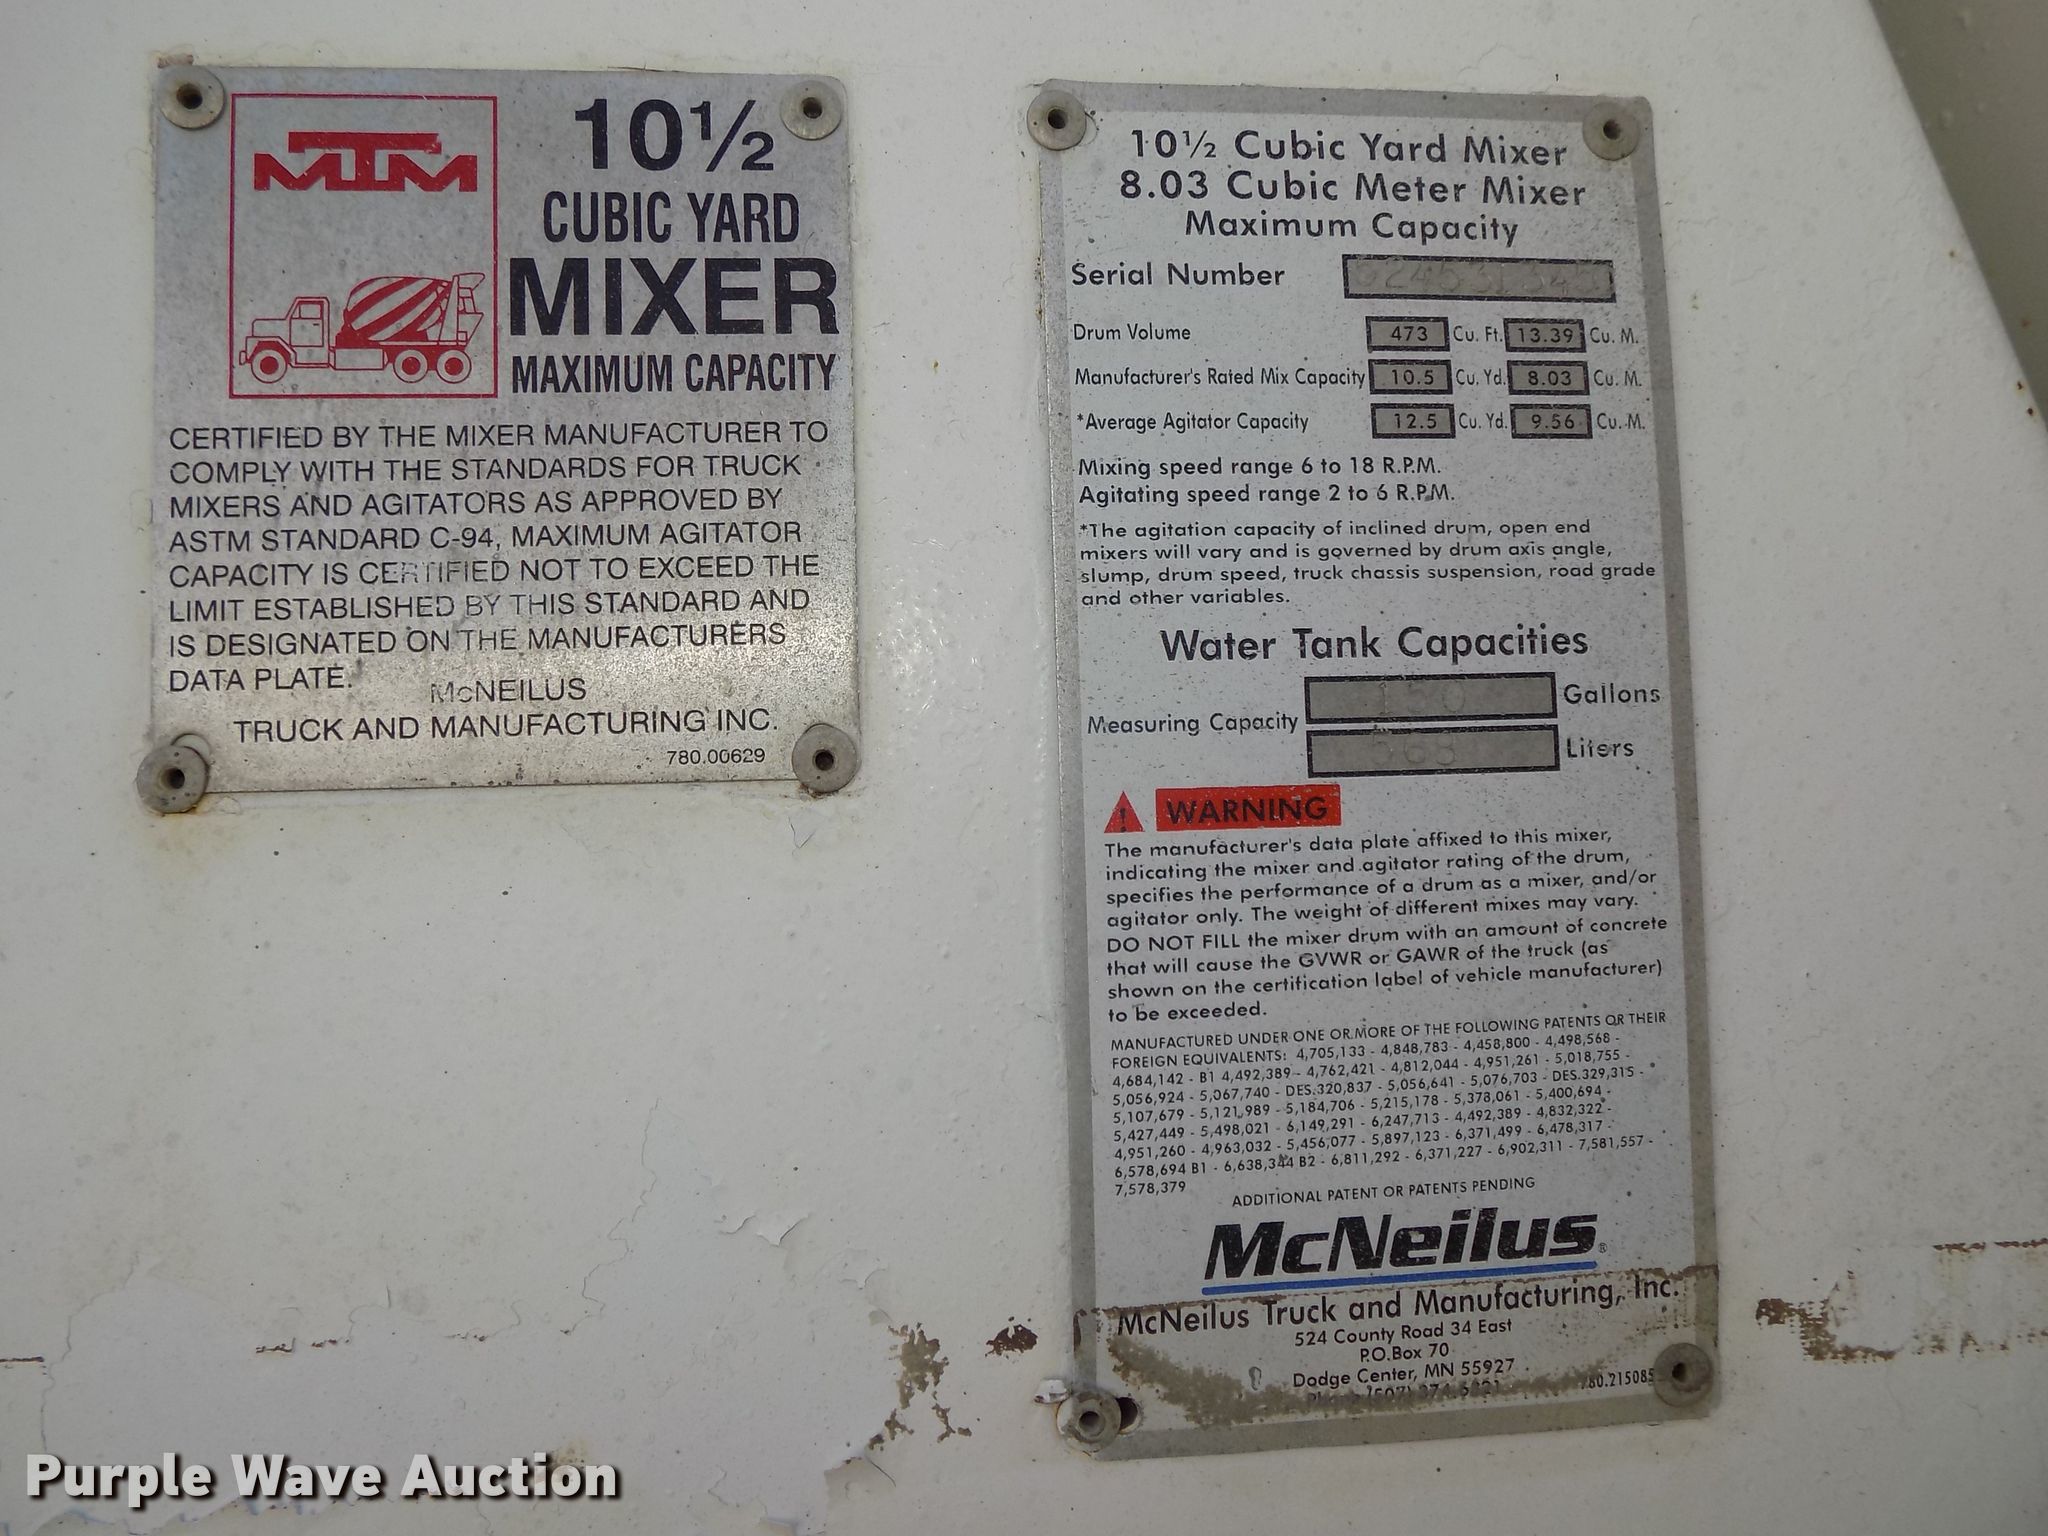 MTM
10½
CUBIC YARD
MIXER
MAXIMUM CAPACITY
CERTIFIED BY THE MIXER MANUFACTURER TO
COMPLY WITH THE STANDARDS FOR TRUCK
MIXERS AND AGITATORS AS APPROVED BY
ASTM STANDARD C-94, MAXIMUM AGITATOR
CAPACITY IS CERTIFIED NOT TO EXCEED THE
LIMIT ESTABLISHED BY THIS STANDARD AND
IS DESIGNATED ON THE MANUFACTURERS
DATA PLATE.
McNEILUS
TRUCK AND MANUFACTURING INC.
780.00629
10½ Cubic Yard Mixer
8.03 Cubic Meter Mixer
Maximum Capacity
Serial Number
Drum Volume 473 Cu. Ft. 13.39 Cu. M.
Manufacturer's Rated Mix Capacity 10.5 Cu. Yd. 8.03 Cu. M.
*Average Agitator Capacity 12.5 Cu. Yd. 9.56 Cu. M.
Mixing speed range 6 to 18 R.P.M.
Agitating speed range 2 to 6 R.P.M.
*The agitation capacity of inclined drum, open end
mixers will vary and is governed by drum axis angle,
slump, drum speed, truck chassis suspension, road grade
and other variables.
Water Tank Capacities
Measuring Capacity
150 Gallons
568 Liters
WARNING
The manufacturer's data plate affixed to this mixer,
indicating the mixer and agitator rating of the drum,
specifies the performance of a drum as a mixer, and/or
agitator only. The weight of different mixes may vary.
DO NOT FILL the mixer drum with an amount of concrete
that will cause the GVWR or GAWR of the truck (as
shown on the certification label of vehicle manufacturer)
to be exceeded.
MANUFACTURED UNDER ONE OR MORE OF THE FOLLOWING PATENTS OR THEIR
FOREIGN EQUIVALENTS: 4,705,133 - 4,848,783 - 4,458,800 - 4,498,568 -
4,684,142 - B1 4,492,389 - 4,762,421 - 4,812,044 - 4,951,261 - 5,018,755 -
5,056,924 - 5,067,740 - DES.320,837 - 5,056,641 - 5,076,703 - DES.329,315 -
5,107,679 - 5,121,989 - 5,184,706 - 5,215,178 - 5,378,061 - 5,400,694 -
5,427,449 - 5,498,021 - 6,149,291 - 6,247,713 - 4,492,389 - 4,832,322 -
4,951,260 - 4,963,032 - 5,456,077 - 5,897,123 - 6,371,499 - 6,478,317 -
6,578,694 B1 - 6,638,344 B2 - 6,811,292 - 6,371,227 - 6,902,311 - 7,581,557 -
7,578,379
ADDITIONAL PATENT OR PATENTS PENDING
McNeilus®
McNeilus Truck and Manufacturing, Inc.
524 County Road 34 East
P.O.Box 70
Dodge Center, MN 55927
Purple Wave Auction